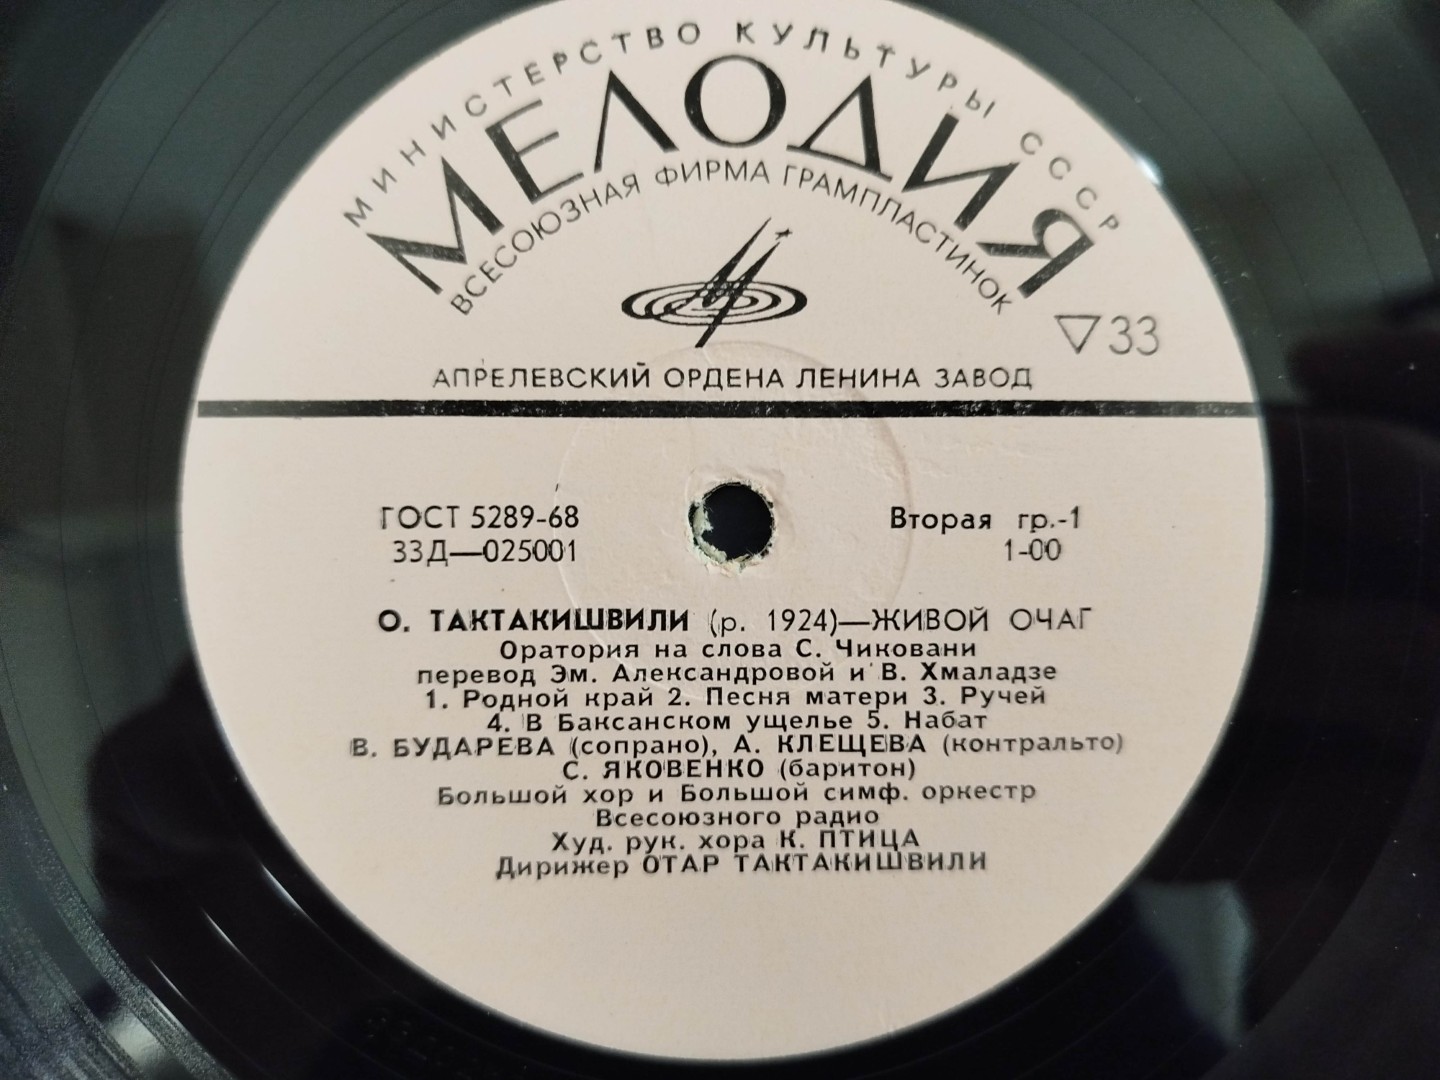 МИНИСТЕРСТВО КУЛЬТУРЫ СССР
МЕЛОДИЯ
ВСЕСОЮЗНАЯ ФИРМА ГРАМПЛАСТИНОК
▽33
АПРЕЛЕВСКИЙ ОРДЕНА ЛЕНИНА ЗАВОД
ГОСТ 5289-68
33Д—025001
Вторая гр.-1
1-00
О. ТАКТАКИШВИЛИ (р. 1924)—ЖИВОЙ ОЧАГ
Оратория на слова С. Чиковани
перевод Эм. Александровой и В. Хмаладзе
1. Родной край 2. Песня матери 3. Ручей
4. В Баксанском ущелье 5. Набат
В. БУДАРЕВА (сопрано), А. КЛЕЩЕВА (контральто)
С. ЯКОВЕНКО (баритон)
Большой хор и Большой симф. оркестр
Всесоюзного радио
Худ. рук. хора К. ПТИЦА
Дирижер ОТАР ТАКТАКИШВИЛИ